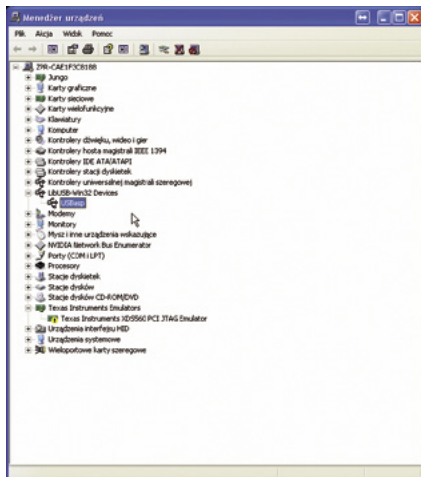 Menedżer urządzeń
Plik Akcja Widok Pomoc
ZPR-CAE1F3C8188
Jungo
Karty graficzne
Karty sieciowe
Karty wielofunkcyjne
Klawiatury
Komputer
Kontrolery dźwięku, wideo i gier
Kontrolery hosta magistrali IEEE 1394
Kontrolery IDE ATA/ATAPI
Kontrolery stacji dyskietek
Kontrolery uniwersalnej magistrali szeregowej
LibUSB-Win32 Devices
USBasp
Modemy
Monitory
Mysz i inne urządzenia wskazujące
NVIDIA Network Bus Enumerator
Porty (COM i LPT)
Procesory
Stacje dyskietek
Stacje dysków
Stacje dysków CD-ROM/DVD
Texas Instruments Emulators
Texas Instruments XDS560 PCI JTAG Emulator
Urządzenia interfejsu HID
Urządzenia systemowe
Wieloportowe karty szeregowe